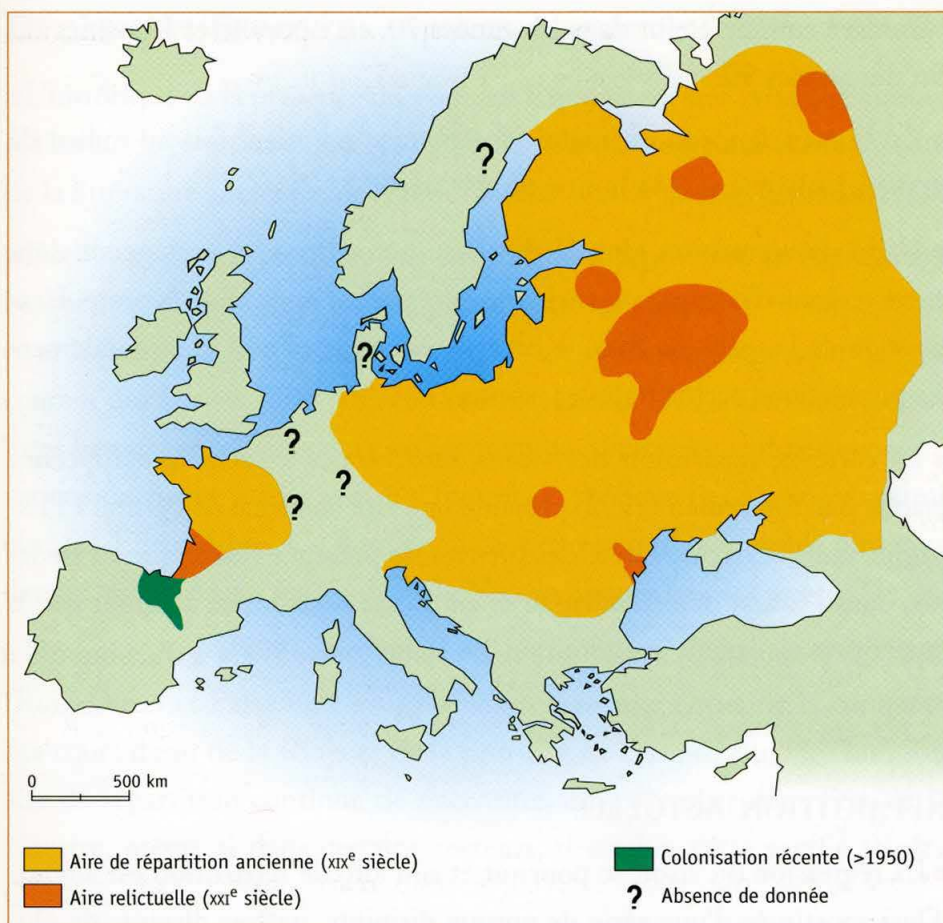 ?
?
?
?
?
0 500 km
Aire de répartition ancienne (XIXe siècle)
Aire relictuelle (XXIe siècle)
Colonisation récente (>1950)
? Absence de donnée